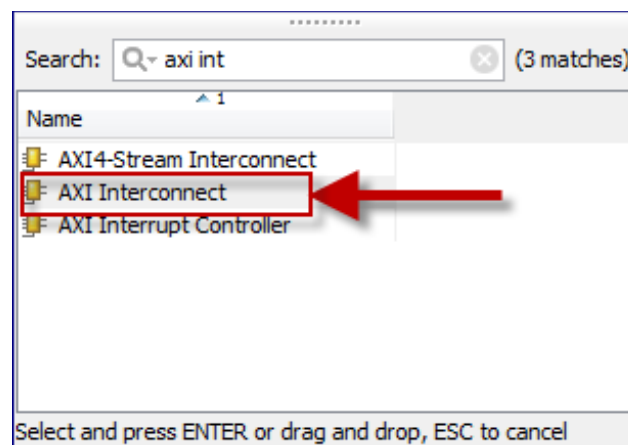 Search: axi int (3 matches)
1
Name
AXI4-Stream Interconnect
AXI Interconnect
AXI Interrupt Controller
Select and press ENTER or drag and drop, ESC to cancel